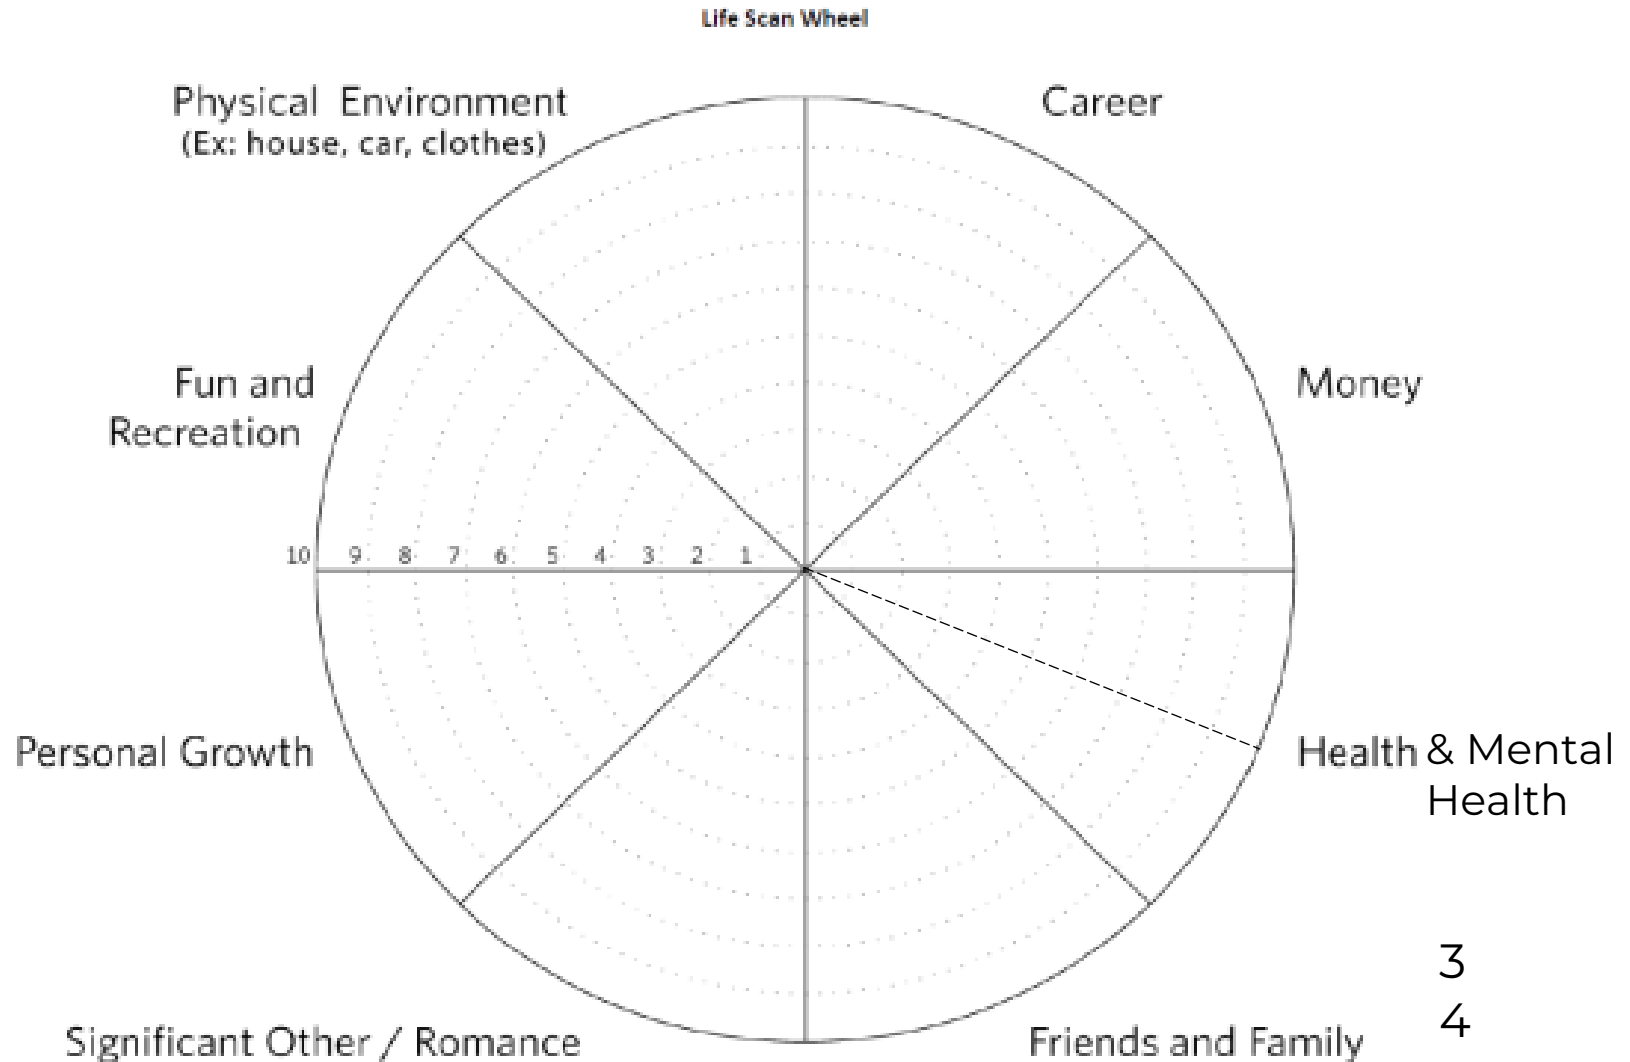 Life Scan Wheel
Physical Environment
(Ex: house, car, clothes)
Career
Fun and
Recreation
Money
10 9 8 7 6 5 4 3 2 1
Personal Growth
Health & Mental
Health
3
4
Significant Other / Romance
Friends and Family